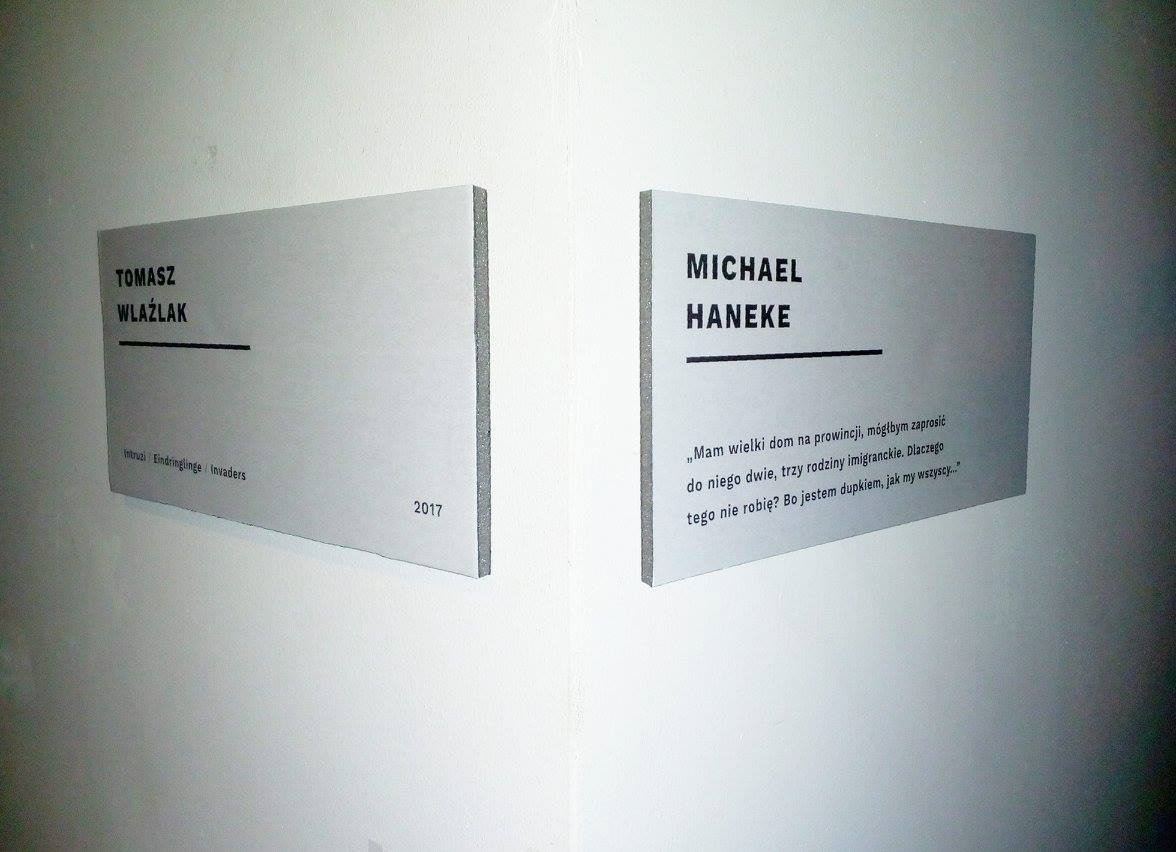 TOMASZ
WLAŹLAK
Intruzi / Eindringlinge / Invaders
2017
MICHAEL
HANEKE
„Mam wielki dom na prowincji, mógłbym zaprosić
do niego dwie, trzy rodziny imigranckie. Dlaczego
tego nie robię? Bo jestem dupkiem, jak my wszyscy...”